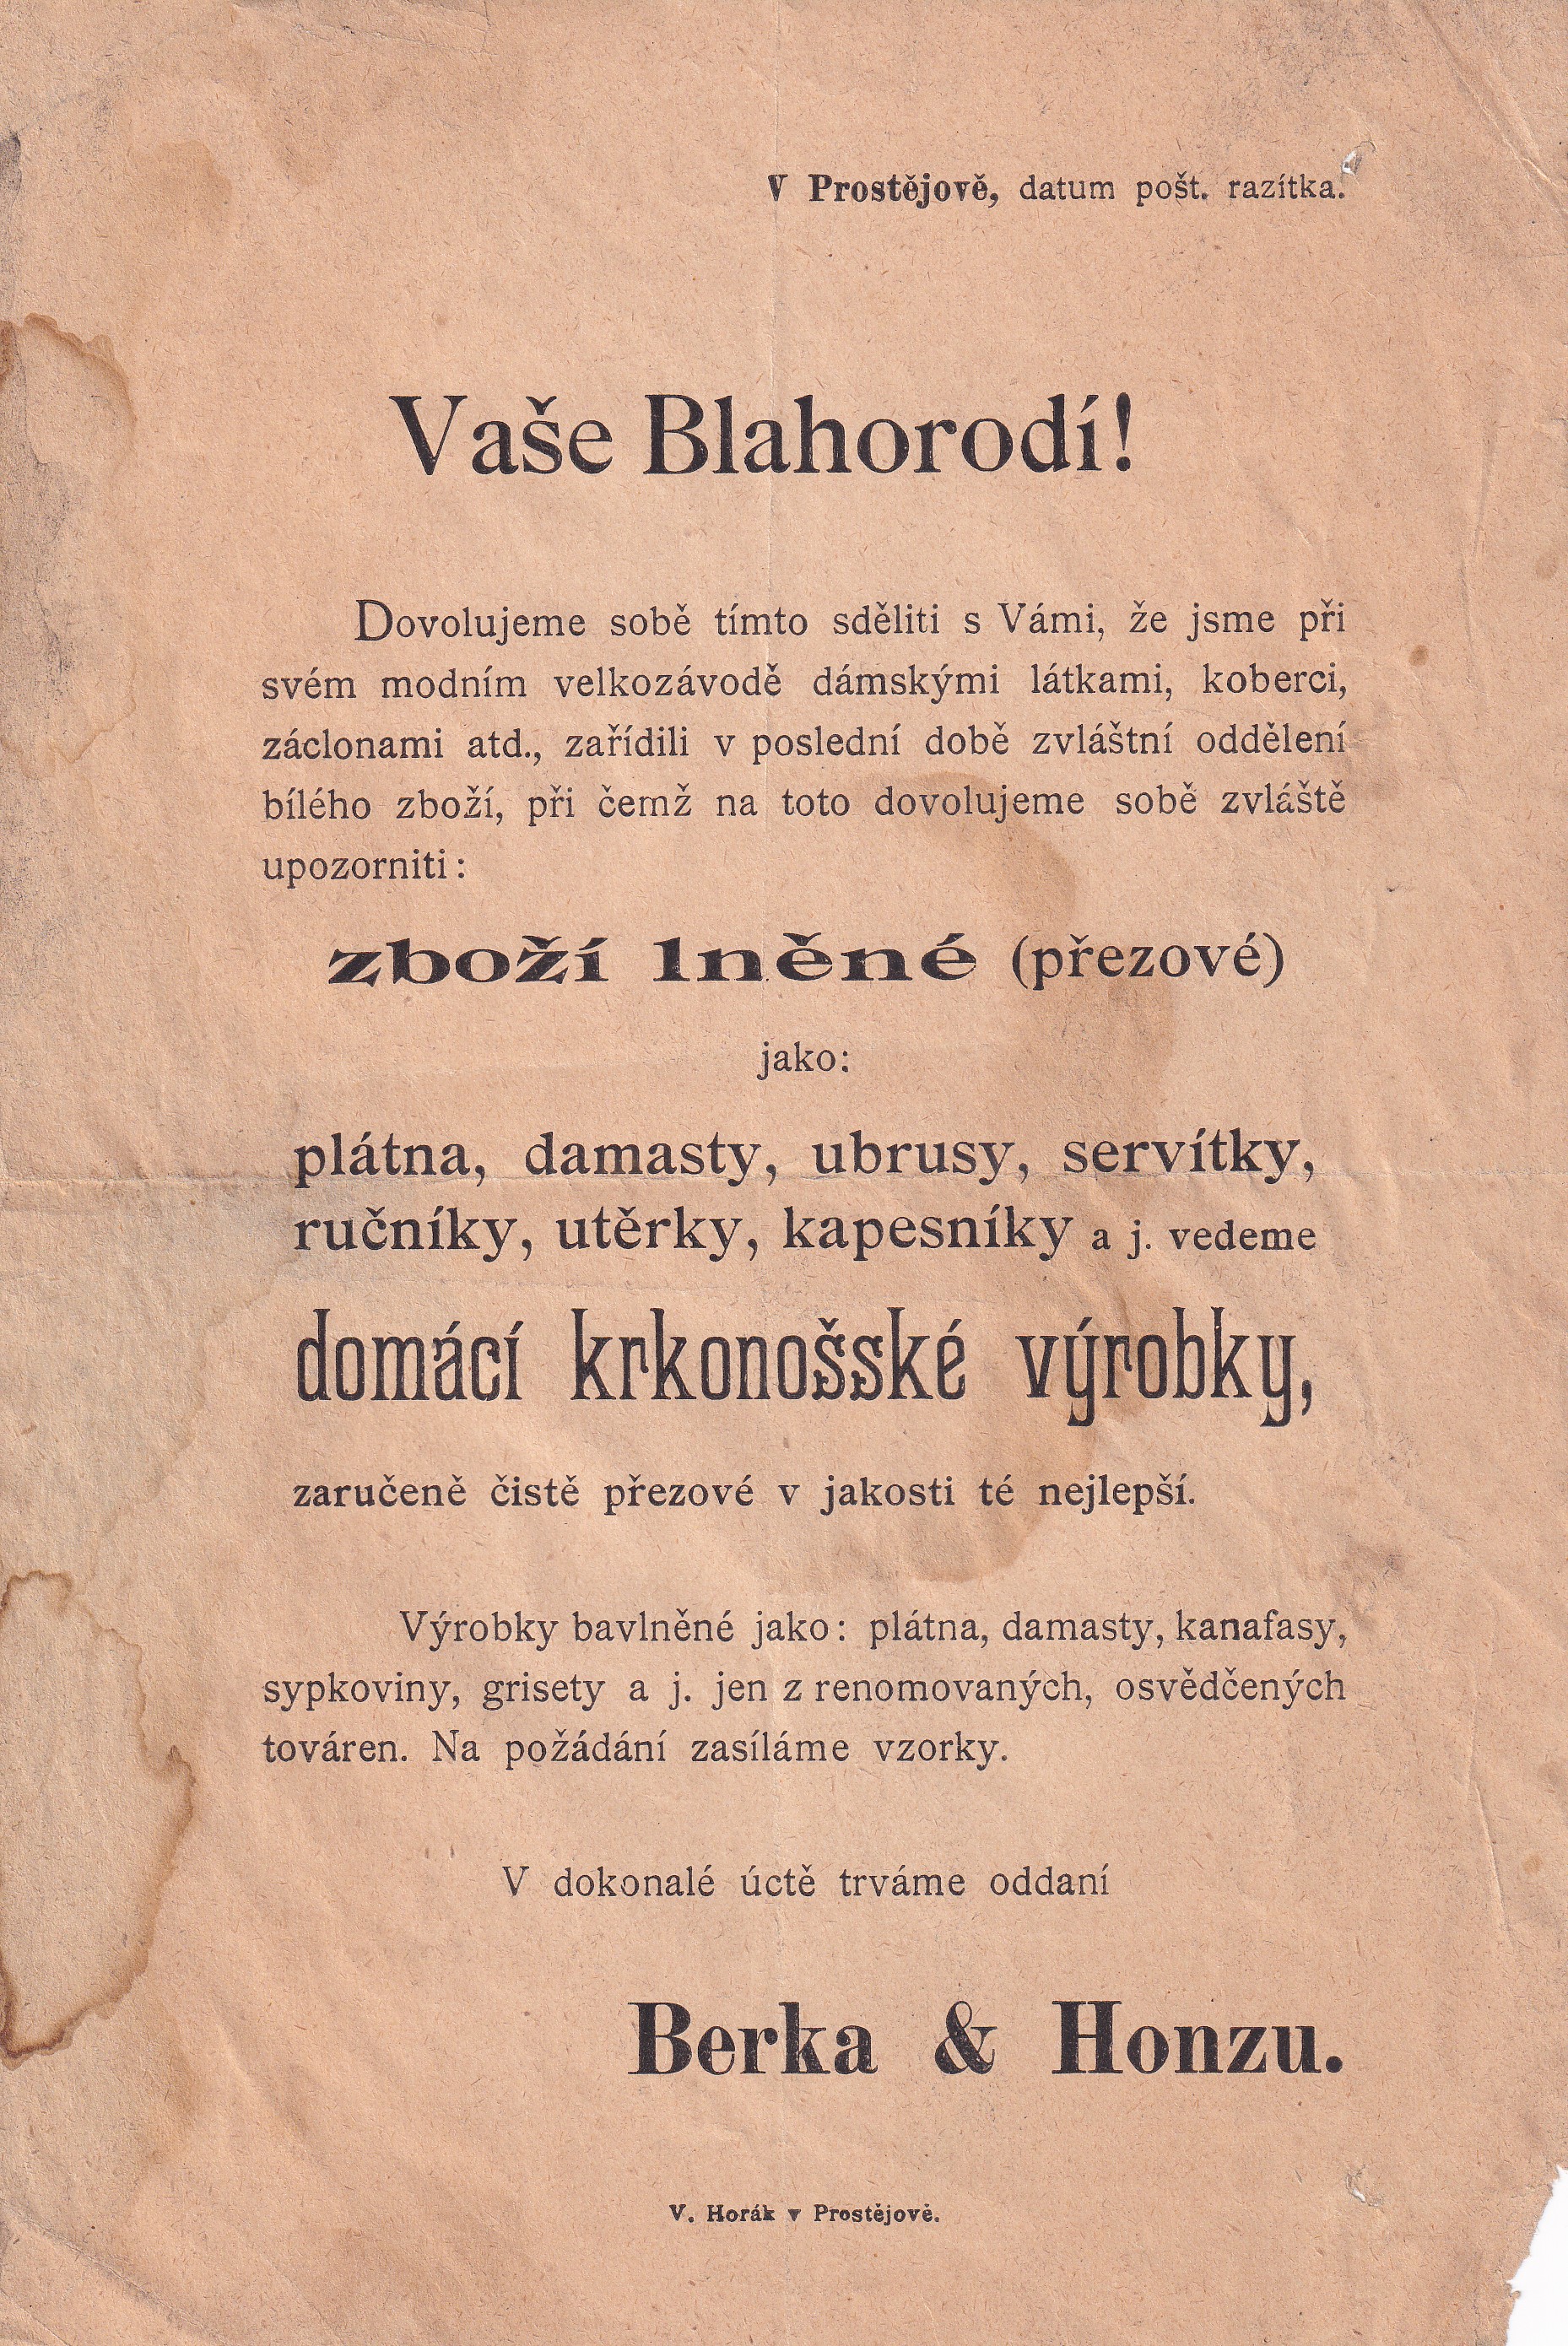 V Prostějově, datum pošt. razítka.
Vaše Blahorodí!
Dovolujeme sobě tímto sděliti s Vámi, že jsme při
svém modním velkozávodě dámskými látkami, koberci,
záclonami atd., zařídili v poslední době zvláštní oddělení
bílého zboží, při čemž na toto dovolujeme sobě zvláště
upozorniti:
zboží lněné (přezové)
jako:
plátna, damasty, ubrusy, servítky,
ručníky, utěrky, kapesníky a j. vedeme
domácí krkonošské výrobky,
zaručeně čistě přezové v jakosti té nejlepší.
Výrobky bavlněné jako: plátna, damasty, kanafasy,
sypkoviny, grisety a j. jen z renomovaných, osvědčených
továren. Na požádání zasíláme vzorky.
V dokonalé úctě trváme oddaní
Berka & Honzu.
V. Horák v Prostějově.